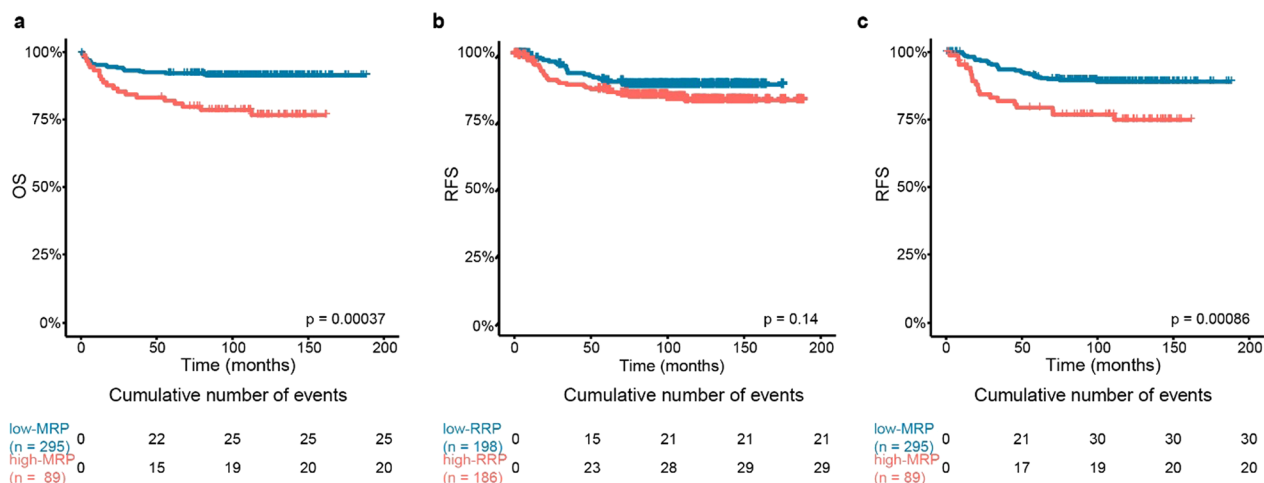 a
100%
75%
50%
25%
0%
OS
p = 0.00037
0 50 100 150 200
Time (months)
Cumulative number of events
low-MRP
(n = 295)
0 22 25 25 25
high-MRP
(n = 89)
0 15 19 20 20
b
100%
75%
50%
25%
0%
RFS
p = 0.14
0 50 100 150 200
Time (months)
Cumulative number of events
low-RRP
(n = 198)
0 15 21 21 21
high-RRP
(n = 186)
0 23 28 29 29
c
100%
75%
50%
25%
0%
RFS
p = 0.00086
0 50 100 150 200
Time (months)
Cumulative number of events
low-MRP
(n = 295)
0 21 30 30 30
high-MRP
(n = 89)
0 17 19 20 20